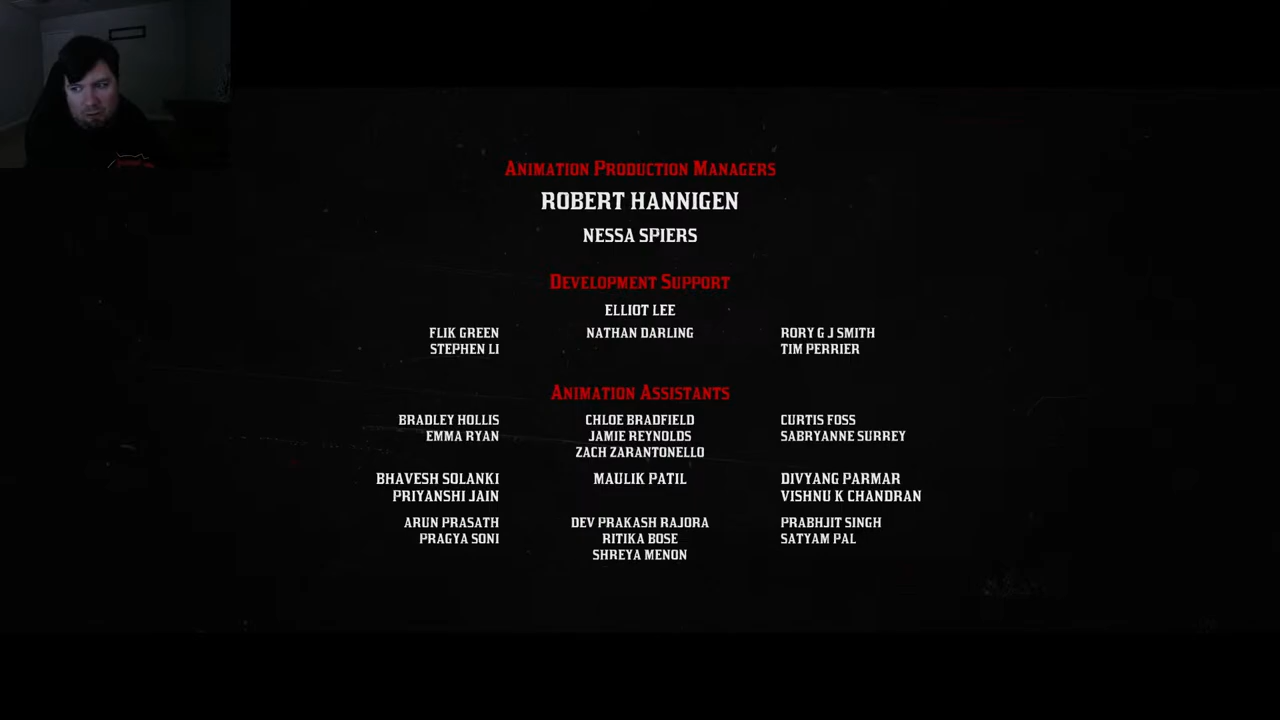 Animation Production Managers
ROBERT HANNIGEN
NESSA SPIERS
Development Support
ELLIOT LEE
FLIK GREEN NATHAN DARLING RORY G J SMITH
STEPHEN LI TIM PERRIER
Animation Assistants
BRADLEY HOLLIS CHLOE BRADFIELD CURTIS FOSS
EMMA RYAN JAMIE REYNOLDS SABRYANNE SURREY
ZACH ZARANTONELLO
BHAVESH SOLANKI MAULIK PATIL DIVYANG PARMAR
PRIYANSHI JAIN VISHNU K CHANDRAN
ARUN PRASATH DEV PRAKASH RAJORA PRABHJIT SINGH
PRAGYA SONI RITIKA BOSE SATYAM PAL
SHREYA MENON